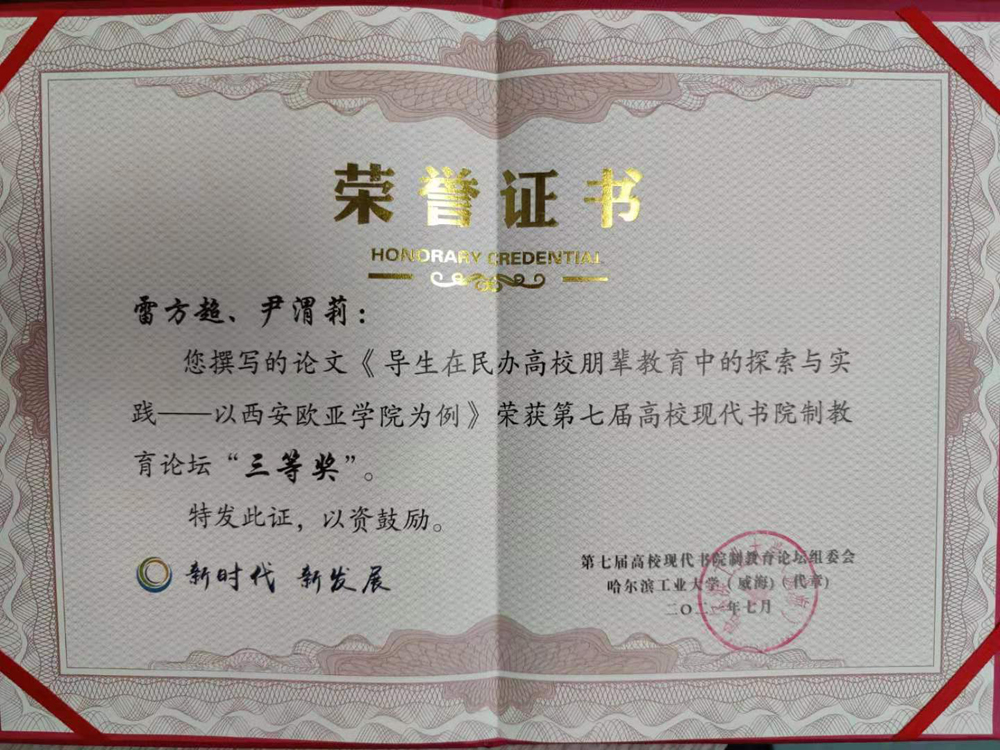 荣誉证书
HONORARY CREDENTIAL
雷方超、尹渭莉：
您撰写的论文《导生在民办高校朋辈教育中的探索与实
践——以西安欧亚学院为例》荣获第七届高校现代书院制教
育论坛“三等奖”。
特发此证，以资鼓励。
新时代 新发展
第七届高校现代书院制教育论坛组委会
哈尔滨工业大学（威海）（代章）
二〇二一年七月